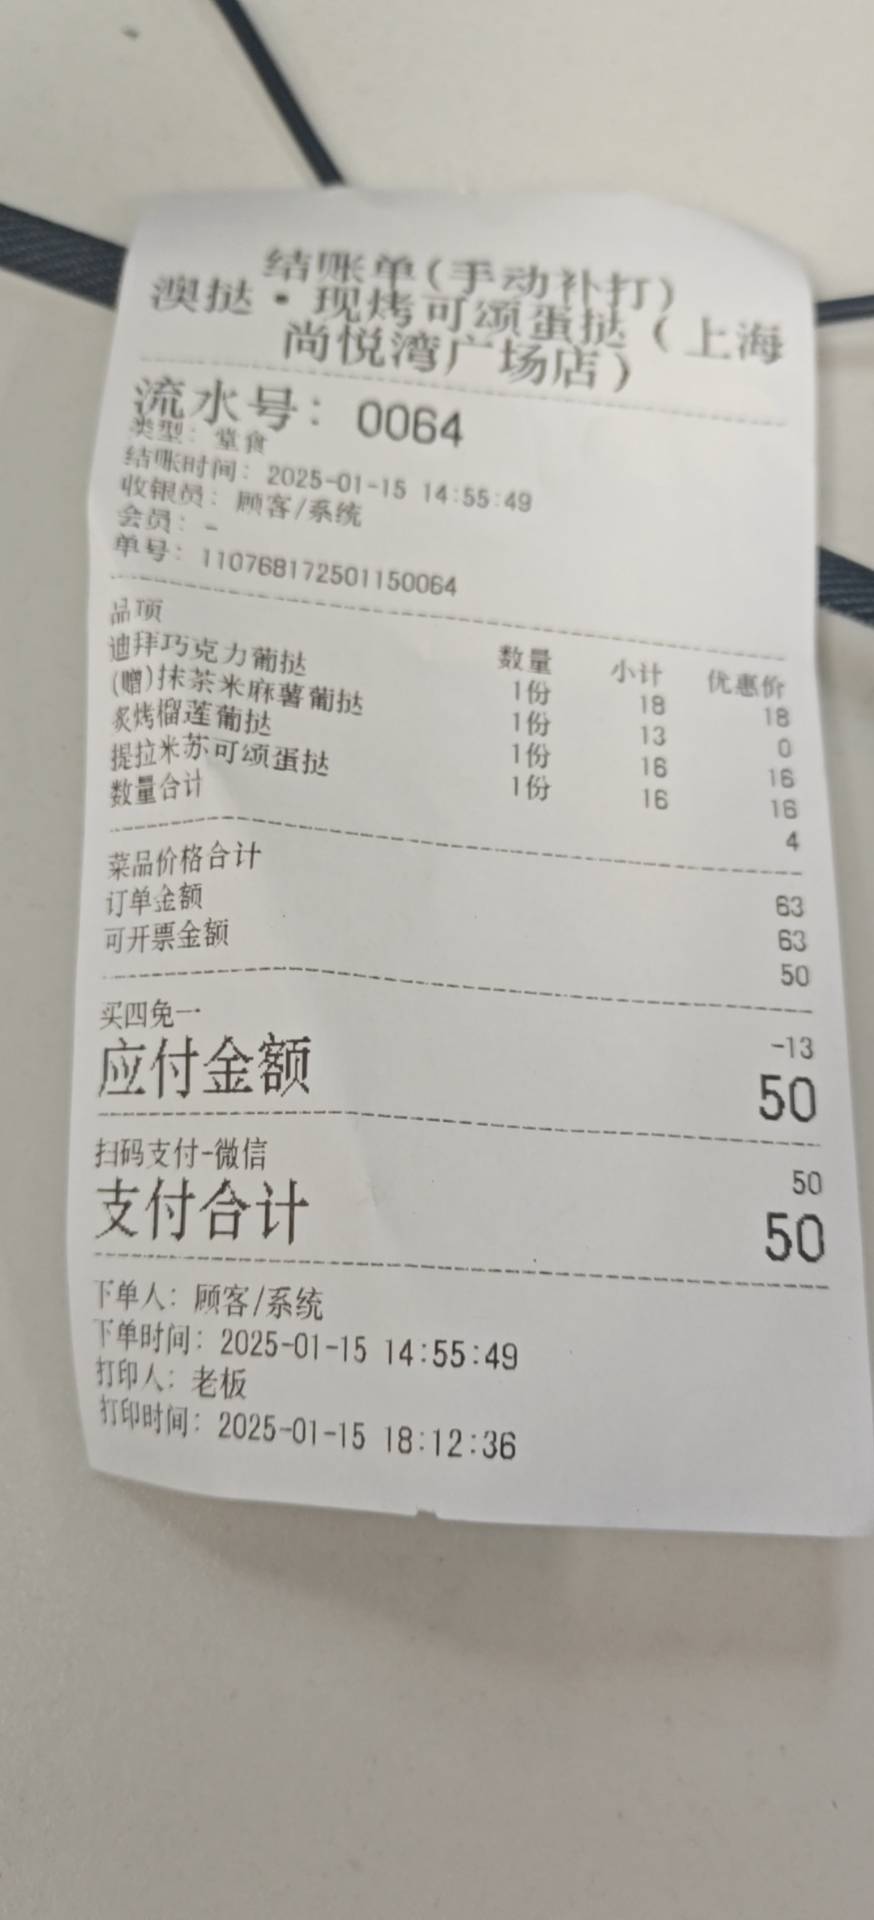 结账单(手动补打)
澳挞·现烤可颂蛋挞(上海
尚悦湾广场店)
流水号: 0064
类型: 堂食
结账时间: 2025-01-15 14:55:49
收银员: 顾客/系统
会员: -
单号: 110768172501150064
品项 数量 小计 优惠价
迪拜巧克力葡挞 1份 18 18
(赠)抹茶米麻薯葡挞 1份 13 0
炙烤榴莲葡挞 1份 16 16
提拉米苏可颂蛋挞 1份 16 16
数量合计 4
菜品价格合计 63
订单金额 63
可开票金额 50
买四免一 -13
应付金额 50
扫码支付-微信 50
支付合计 50
下单人: 顾客/系统
下单时间: 2025-01-15 14:55:49
打印人: 老板
打印时间: 2025-01-15 18:12:36